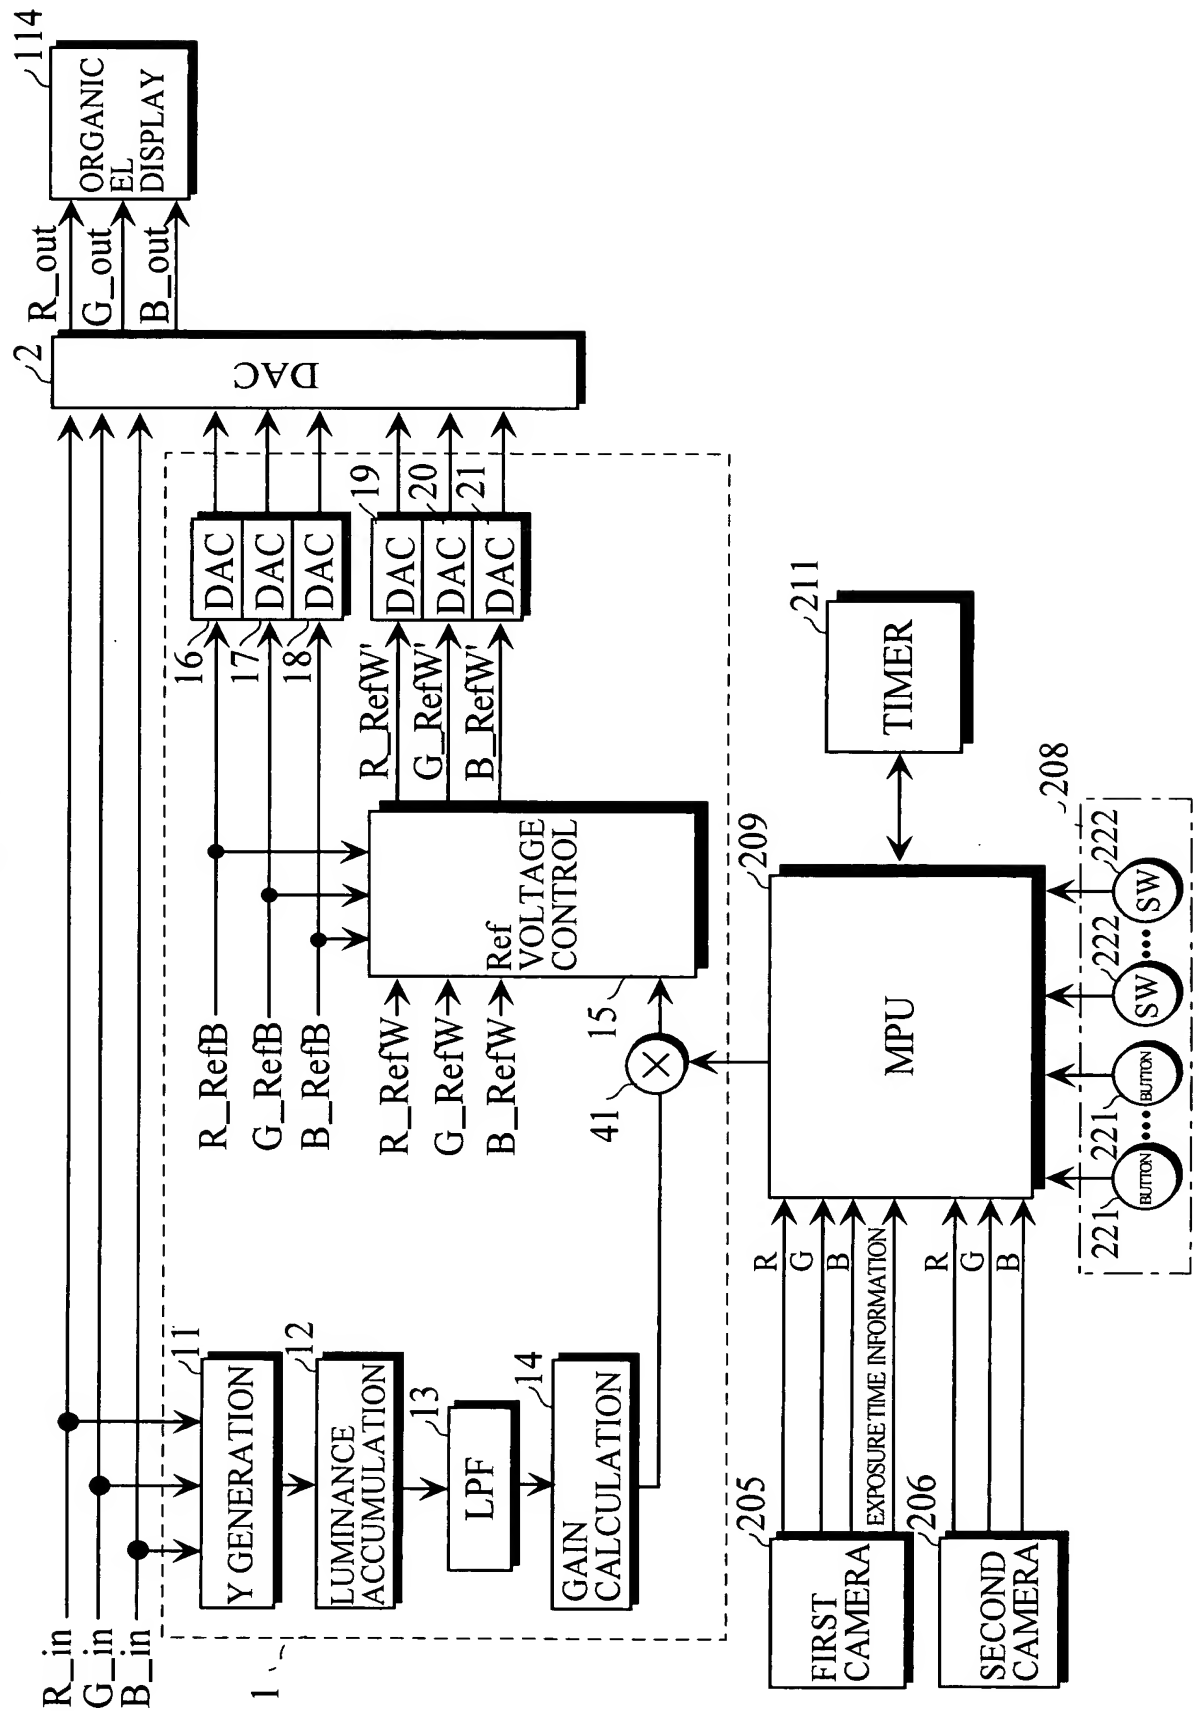 R_in
G_in
B_in
1
11
Y GENERATION
12
LUMINANCE
ACCUMULATION
13
LPF
14
GAIN
CALCULATION
41
×
R_RefB
G_RefB
B_RefB
R_RefW
G_RefW
B_RefW
15
Ref
VOLTAGE
CONTROL
R_RefW'
G_RefW'
B_RefW'
16
DAC
17
DAC
18
DAC
19
DAC
20
DAC
21
DAC
2
DAC
R_out
G_out
B_out
114
ORGANIC
EL
DISPLAY
205
FIRST
CAMERA
R
G
B
EXPOSURE TIME INFORMATION
206
SECOND
CAMERA
R
G
B
209
MPU
211
TIMER
208
221
BUTTON
221
BUTTON
222
SW
222
SW